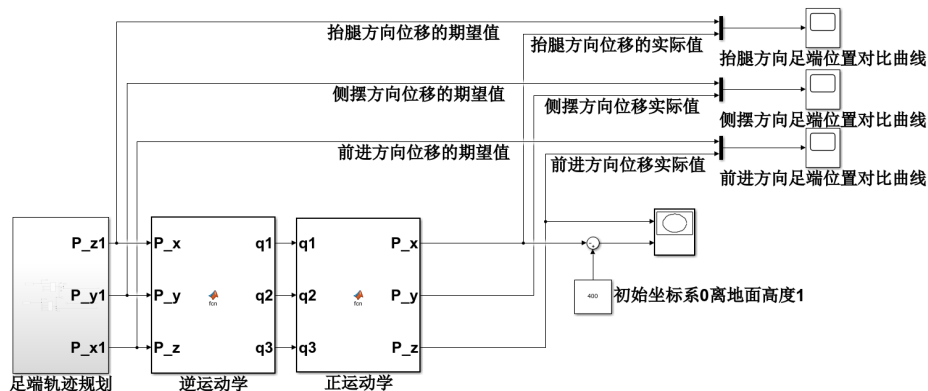 抬腿方向位移的期望值
抬腿方向位移的实际值
抬腿方向足端位置对比曲线
侧摆方向位移的期望值
侧摆方向位移实际值
侧摆方向足端位置对比曲线
前进方向位移的期望值
前进方向位移实际值
前进方向足端位置对比曲线
P_z1
P_x
q1
q1
P_x
P_y1
P_y
fcn
q2
q2
fcn
P_y
400
初始坐标系0离地面高度1
P_x1
P_z
q3
q3
P_z
足端轨迹规划
逆运动学
正运动学